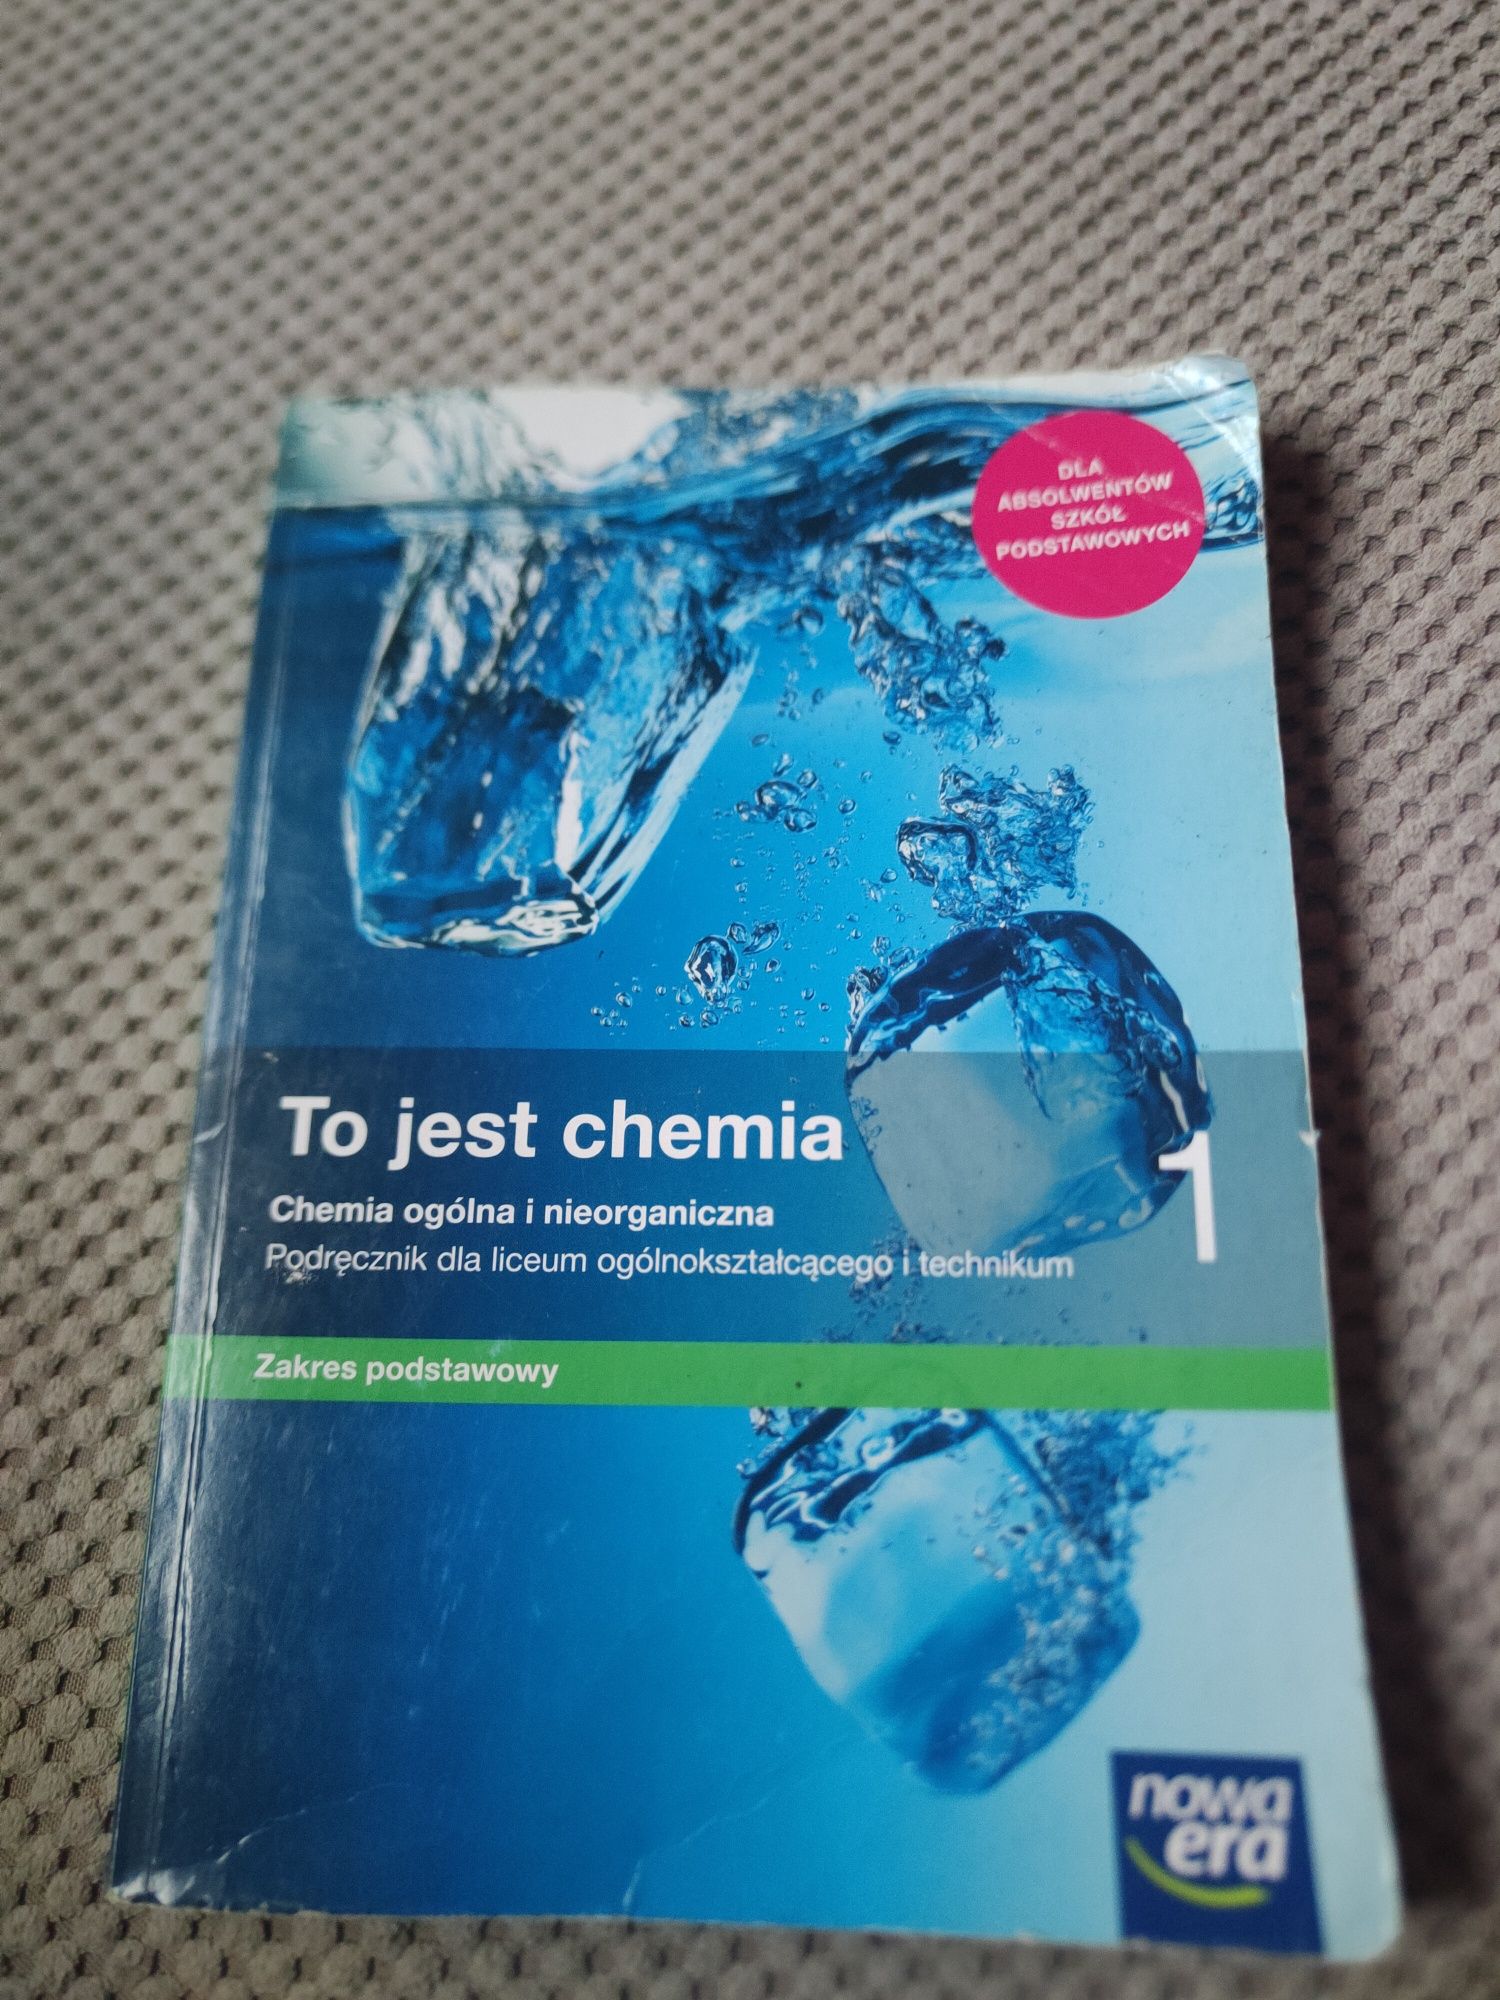 DLA
ABSOLWENTÓW
SZKÓŁ
PODSTAWOWYCH
To jest chemia
1
Chemia ogólna i nieorganiczna
Podręcznik dla liceum ogólnokształcącego i technikum
Zakres podstawowy
nowa
era